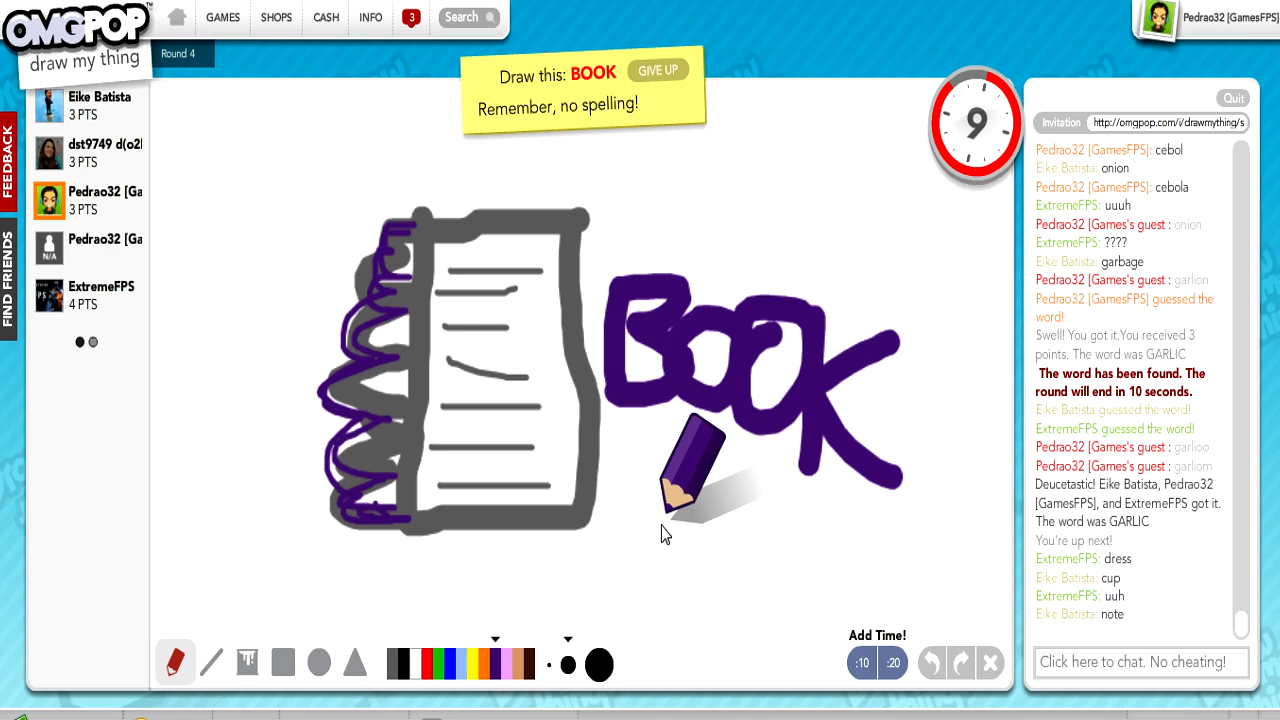 OMGPOP
GAMES
SHOPS
CASH
INFO
3
Search
Pedrao32 [GamesFPS]
draw my thing
Round 4
Draw this: BOOK
GIVE UP
Remember, no spelling!
9
FEEDBACK
FIND FRIENDS
Eike Batista
3 PTS
dst9749 d(o2l
3 PTS
Pedrao32 [Ga
3 PTS
Pedrao32 [Ga
N/A
ExtremeFPS
4 PTS
BOOK
Add Time!
:10
:20
Quit
Invitation
http://omgpop.com/i/drawmything/s
Pedrao32 [GamesFPS]: cebol
Eike Batista: onion
Pedrao32 [GamesFPS]: cebola
ExtremeFPS: uuuh
Pedrao32 [Games's guest : onion
ExtremeFPS: ????
Eike Batista: garbage
Pedrao32 [Games's guest : garlion
Pedrao32 [GamesFPS] guessed the
word!
Swell! You got it.You received 3
points. The word was GARLIC
The word has been found. The
round will end in 10 seconds.
Eike Batista guessed the word!
ExtremeFPS guessed the word!
Pedrao32 [Games's guest : garlioo
Pedrao32 [Games's guest : garliom
Deucetastic! Eike Batista, Pedrao32
[GamesFPS], and ExtremeFPS got it.
The word was GARLIC
You're up next!
ExtremeFPS: dress
Eike Batista: cup
ExtremeFPS: uuh
Eike Batista: note
Click here to chat. No cheating!